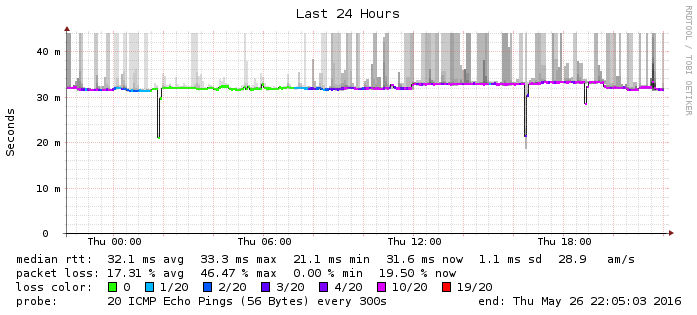 Last 24 Hours
RRDTOOL / TOBI OETIKER
Seconds
40 m
30 m
20 m
10 m
0
Thu 00:00 Thu 06:00 Thu 12:00 Thu 18:00
median rtt: 32.1 ms avg 33.3 ms max 21.1 ms min 31.6 ms now 1.1 ms sd 28.9 am/s
packet loss: 17.31 % avg 46.47 % max 0.00 % min 19.50 % now
loss color: 0 1/20 2/20 3/20 4/20 10/20 19/20
probe: 20 ICMP Echo Pings (56 Bytes) every 300s end: Thu May 26 22:05:03 2016